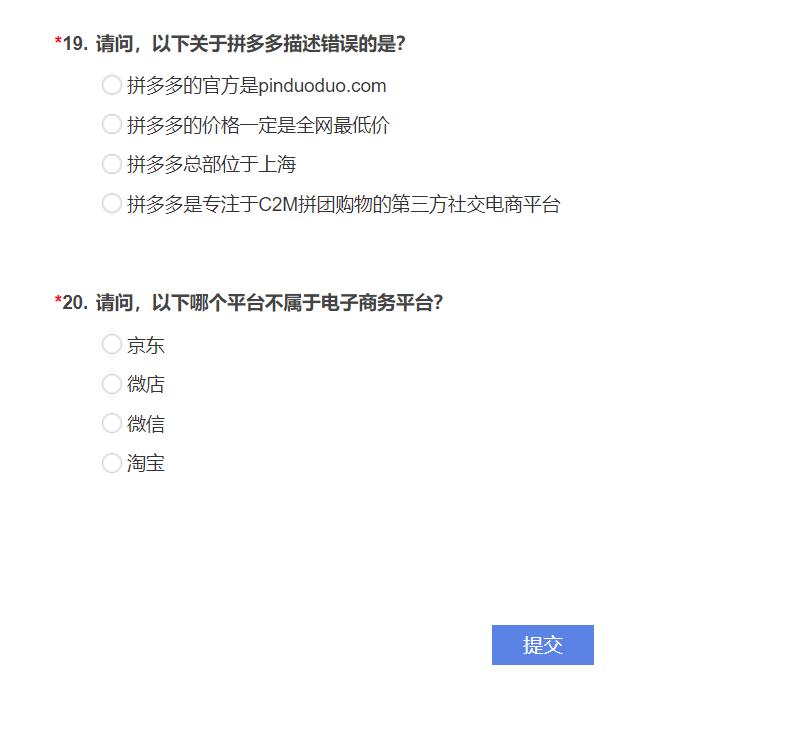 *19. 请问，以下关于拼多多描述错误的是？
拼多多的官方是pinduoduo.com
拼多多的价格一定是全网最低价
拼多多总部位于上海
拼多多是专注于C2M拼团购物的第三方社交电商平台
*20. 请问，以下哪个平台不属于电子商务平台？
京东
微店
微信
淘宝
提交